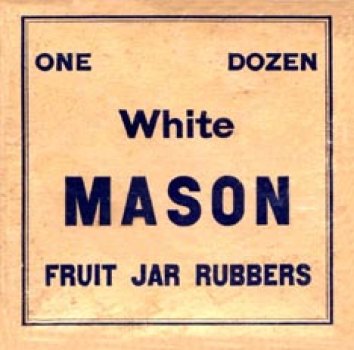 ONE DOZEN
White
MASON
FRUIT JAR RUBBERS